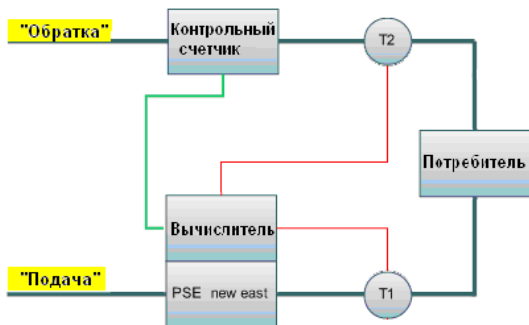 "Обратка"
Контрольный
счетчик
T2
Потребитель
Вычислитель
"Подача"
PSE new east
T1